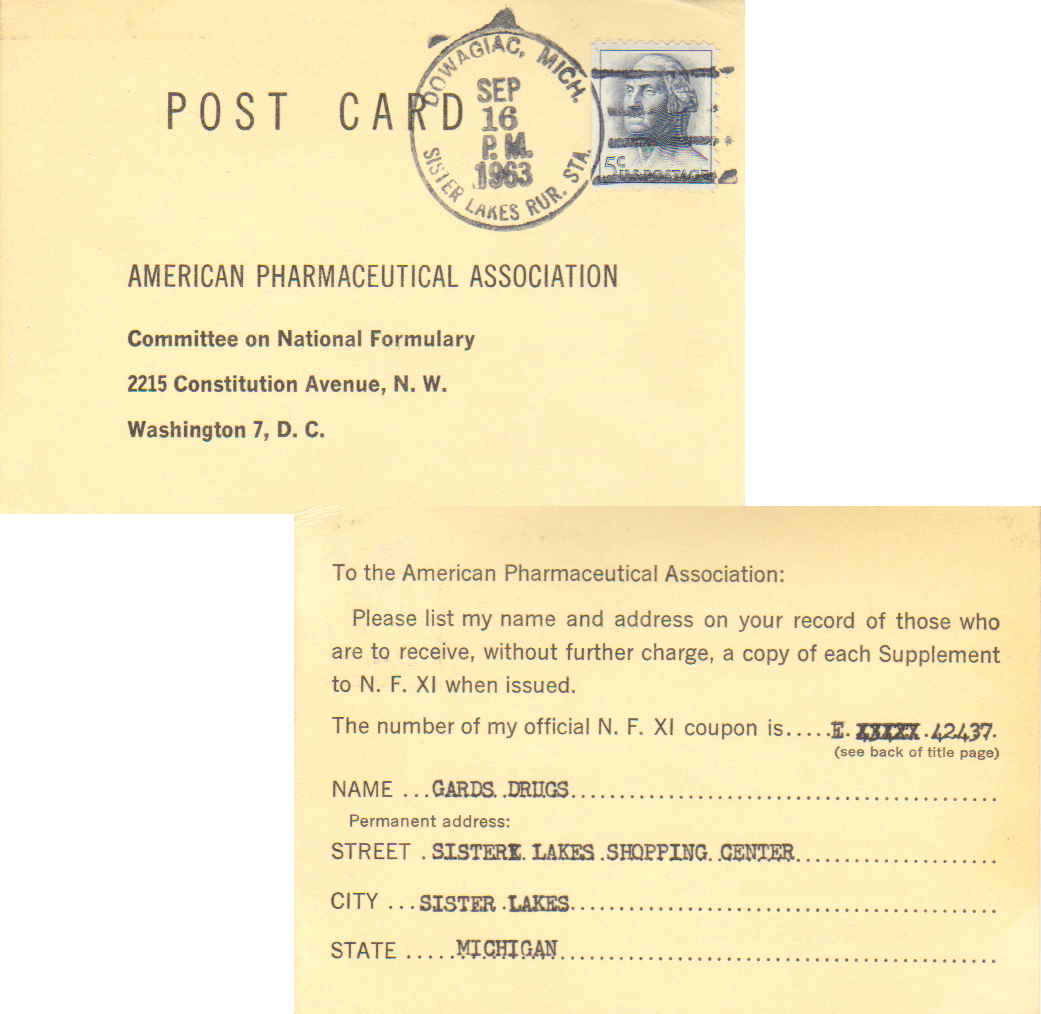 POST CARD
DOWAGIAC, MICH.
SEP
16
P.M.
1963
SISTER LAKES RUR. STA.
5¢
U.S. POSTAGE
AMERICAN PHARMACEUTICAL ASSOCIATION
Committee on National Formulary
2215 Constitution Avenue, N. W.
Washington 7, D. C.
To the American Pharmaceutical Association:
Please list my name and address on your record of those who
are to receive, without further charge, a copy of each Supplement
to N. F. XI when issued.
The number of my official N. F. XI coupon is.....E. 42437.
(see back of title page)
NAME ...GARDS DRUGS
Permanent address:
STREET . SISTER LAKES SHOPPING CENTER
CITY ...SISTER LAKES
STATE .....MICHIGAN